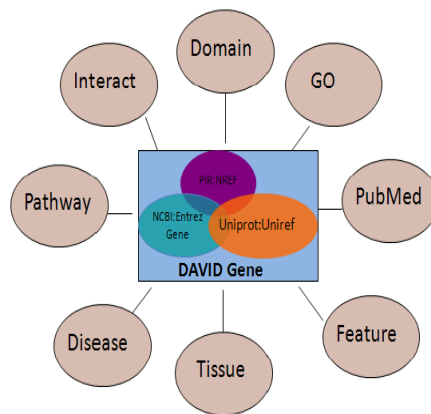 Domain
Interact
GO
PIR:NREF
Pathway
PubMed
NCBI:Entrez
Gene
Uniprot:Uniref
DAVID Gene
Disease
Feature
Tissue